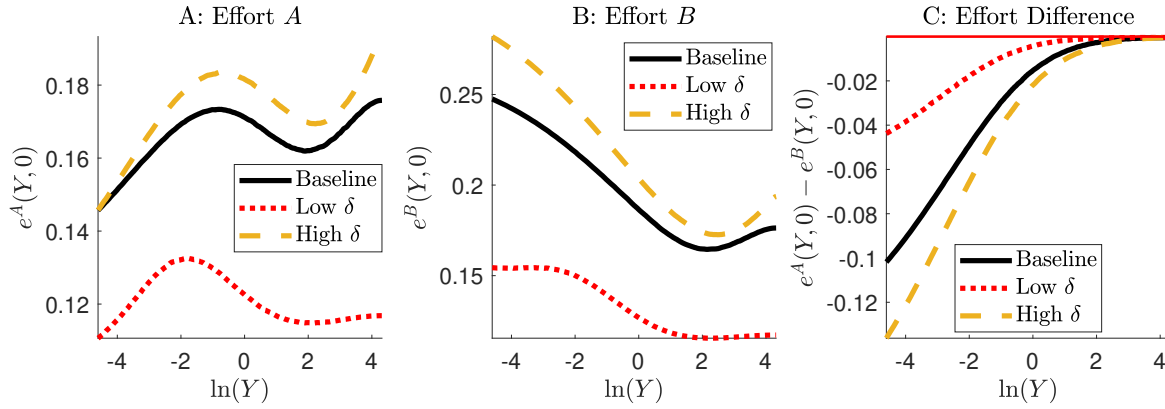 A: Effort A
B: Effort B
C: Effort Difference
e^A(Y, 0)
0.18
0.16
0.14
0.12
Baseline
Low δ
High δ
-4
-2
0
2
4
ln(Y)
e^B(Y, 0)
0.25
0.2
0.15
Baseline
Low δ
High δ
-4
-2
0
2
4
ln(Y)
e^A(Y, 0) − e^B(Y, 0)
-0.02
-0.04
-0.06
-0.08
-0.1
-0.12
Baseline
Low δ
High δ
-4
-2
0
2
4
ln(Y)